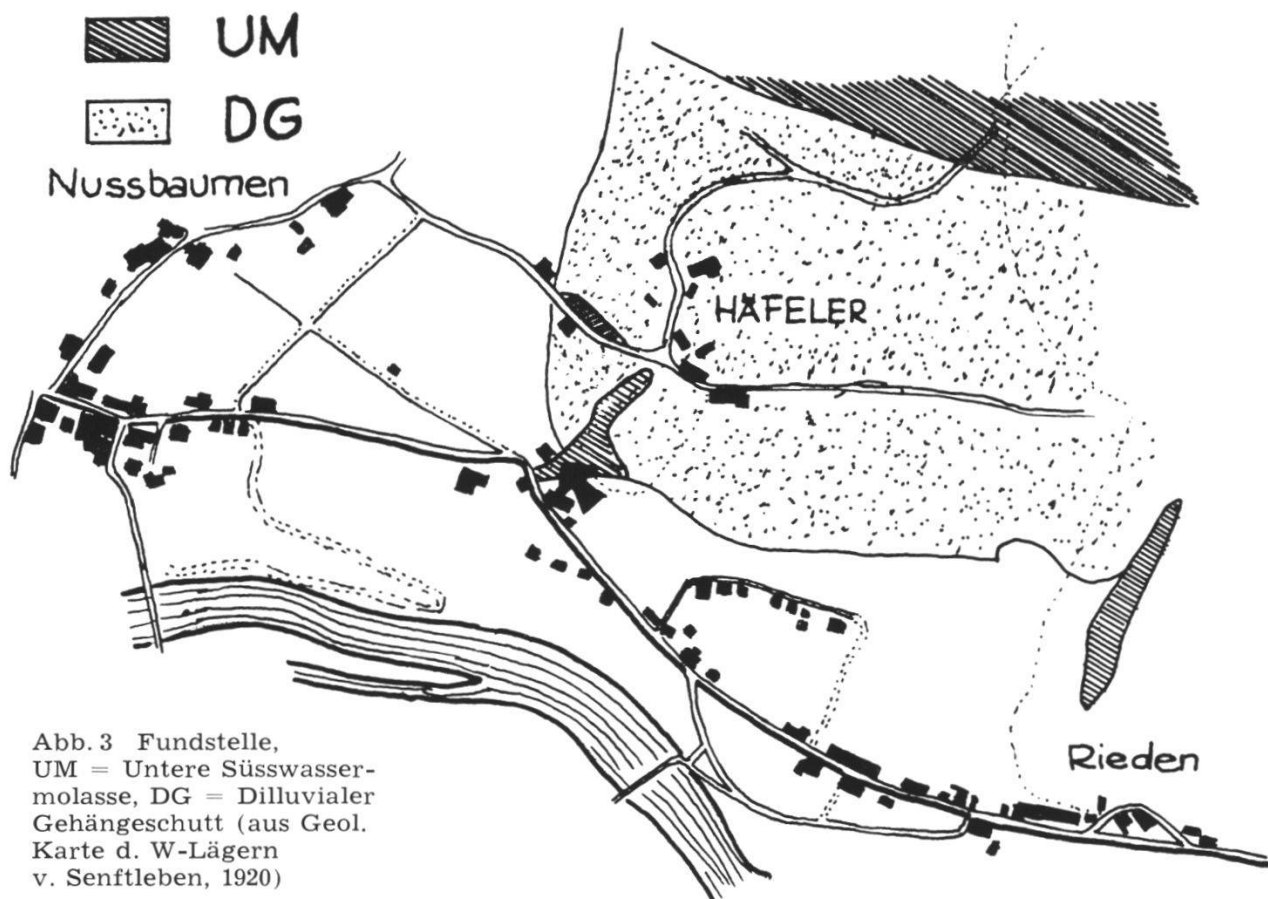 UM
DG
Nussbaumen
HÄFELER
Rieden
Abb. 3 Fundstelle,
UM = Untere Süsswasser-
molasse, DG = Dilluvialer
Gehängeschutt (aus Geol.
Karte d. W-Lägern
v. Senftleben, 1920)